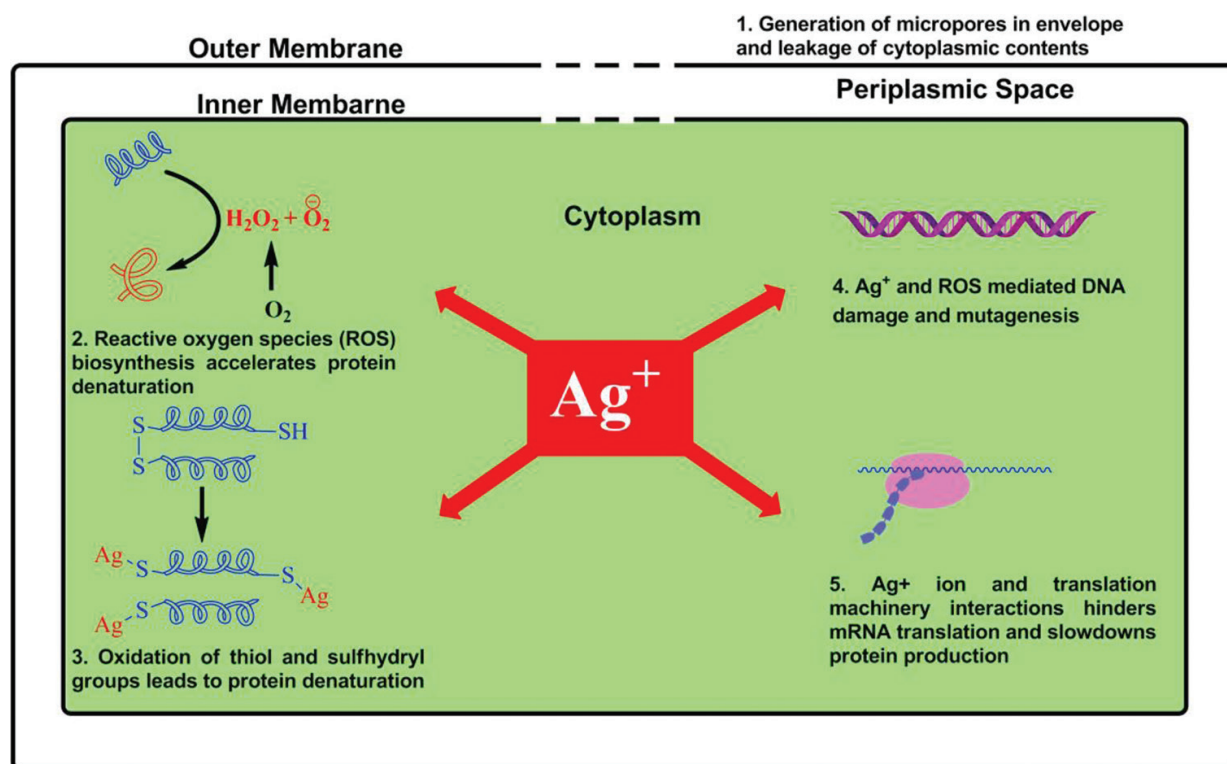 1. Generation of micropores in envelope
and leakage of cytoplasmic contents
Outer Membrane
Inner Membarne
Periplasmic Space
H₂O₂ + O₂⊖
O₂
2. Reactive oxygen species (ROS)
biosynthesis accelerates protein
denaturation
S
SH
S
Ag
S
S
Ag
S
Ag
3. Oxidation of thiol and sulfhydryl
groups leads to protein denaturation
Cytoplasm
Ag⁺
4. Ag⁺ and ROS mediated DNA
damage and mutagenesis
5. Ag+ ion and translation
machinery interactions hinders
mRNA translation and slowdowns
protein production